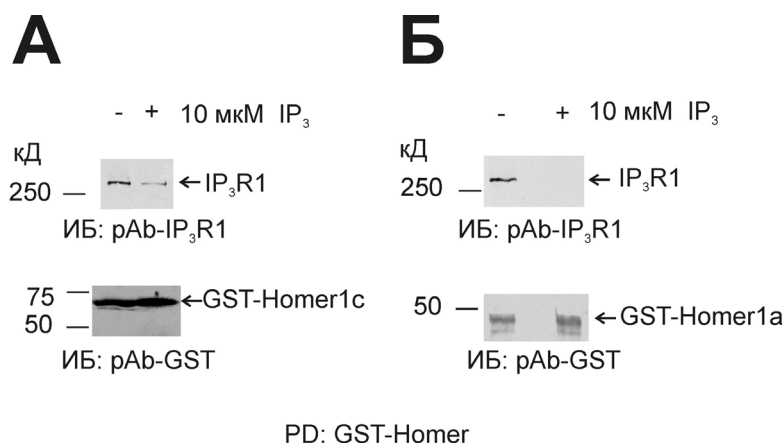 А
- + 10 мкМ IP₃
кД
250
IP₃R1
ИБ: pAb-IP₃R1
75
50
GST-Homer1c
ИБ: pAb-GST
Б
- + 10 мкМ IP₃
кД
250
IP₃R1
ИБ: pAb-IP₃R1
50
GST-Homer1a
ИБ: pAb-GST
PD: GST-Homer